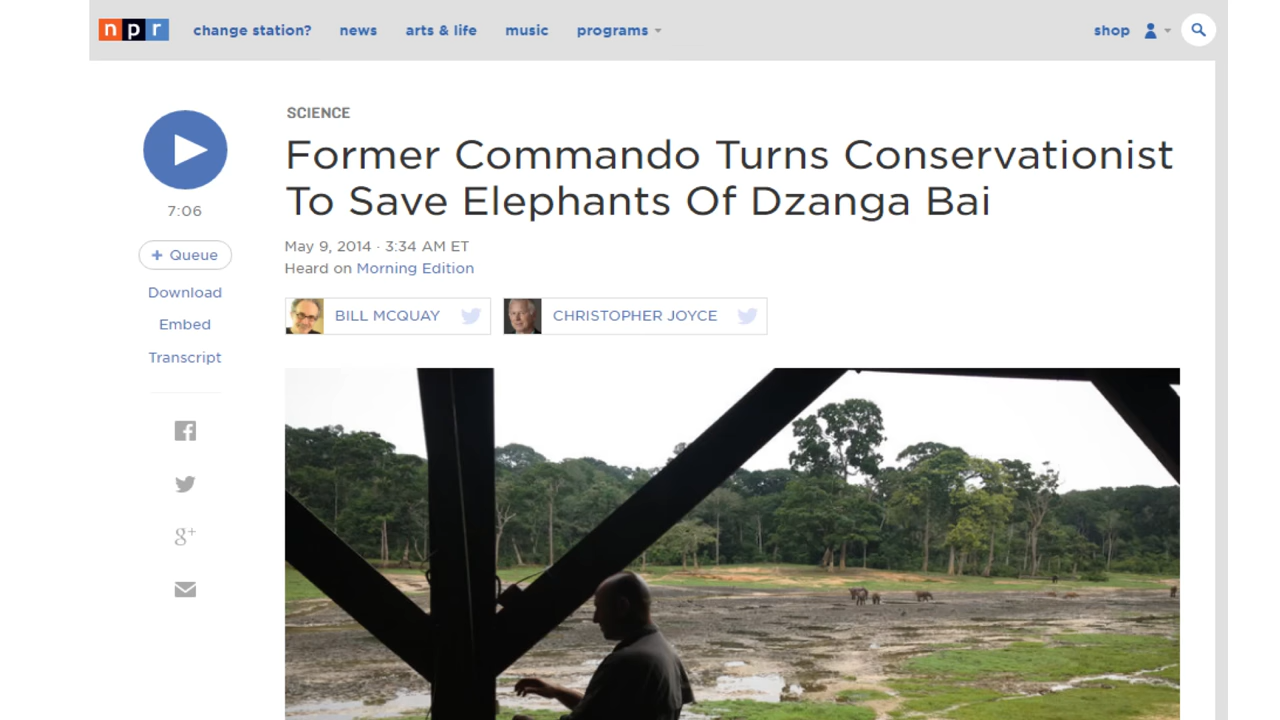 npr change station? news arts & life music programs shop
SCIENCE
Former Commando Turns Conservationist
To Save Elephants Of Dzanga Bai
May 9, 2014 · 3:34 AM ET
Heard on Morning Edition
BILL MCQUAY CHRISTOPHER JOYCE
7:06
+ Queue
Download
Embed
Transcript
g+